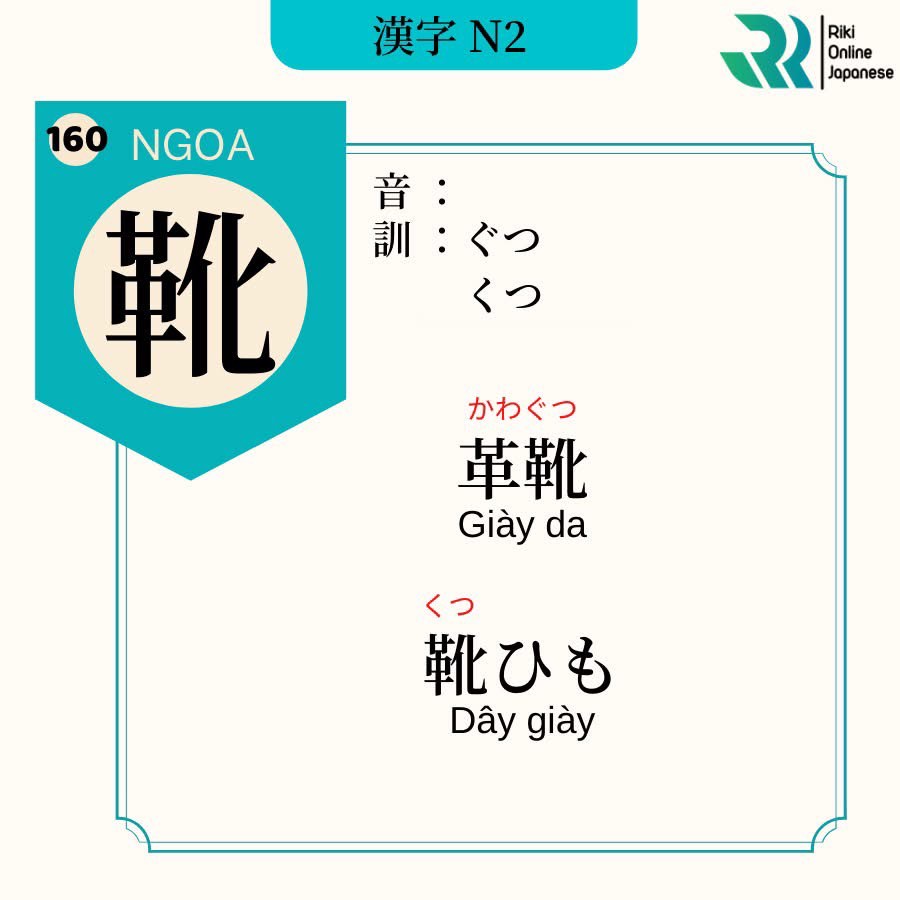 漢字 N2
Riki
Online
Japanese
160 NGOA
靴
音 ：
訓 ：ぐつ
くつ
かわぐつ
革靴
Giày da
くつ
靴ひも
Dây giày